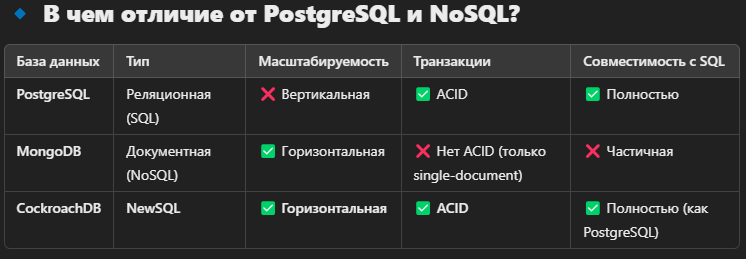 🔹 В чем отличие от PostgreSQL и NoSQL?
База данных Тип Масштабируемость Транзакции Совместимость с SQL
PostgreSQL Реляционная ❌ Вертикальная ✅ ACID ✅ Полностью
(SQL)
MongoDB Документная ✅ Горизонтальная ❌ Нет ACID (только ❌ Частичная
(NoSQL) single-document)
CockroachDB NewSQL ✅ Горизонтальная ✅ ACID ✅ Полностью (как
PostgreSQL)